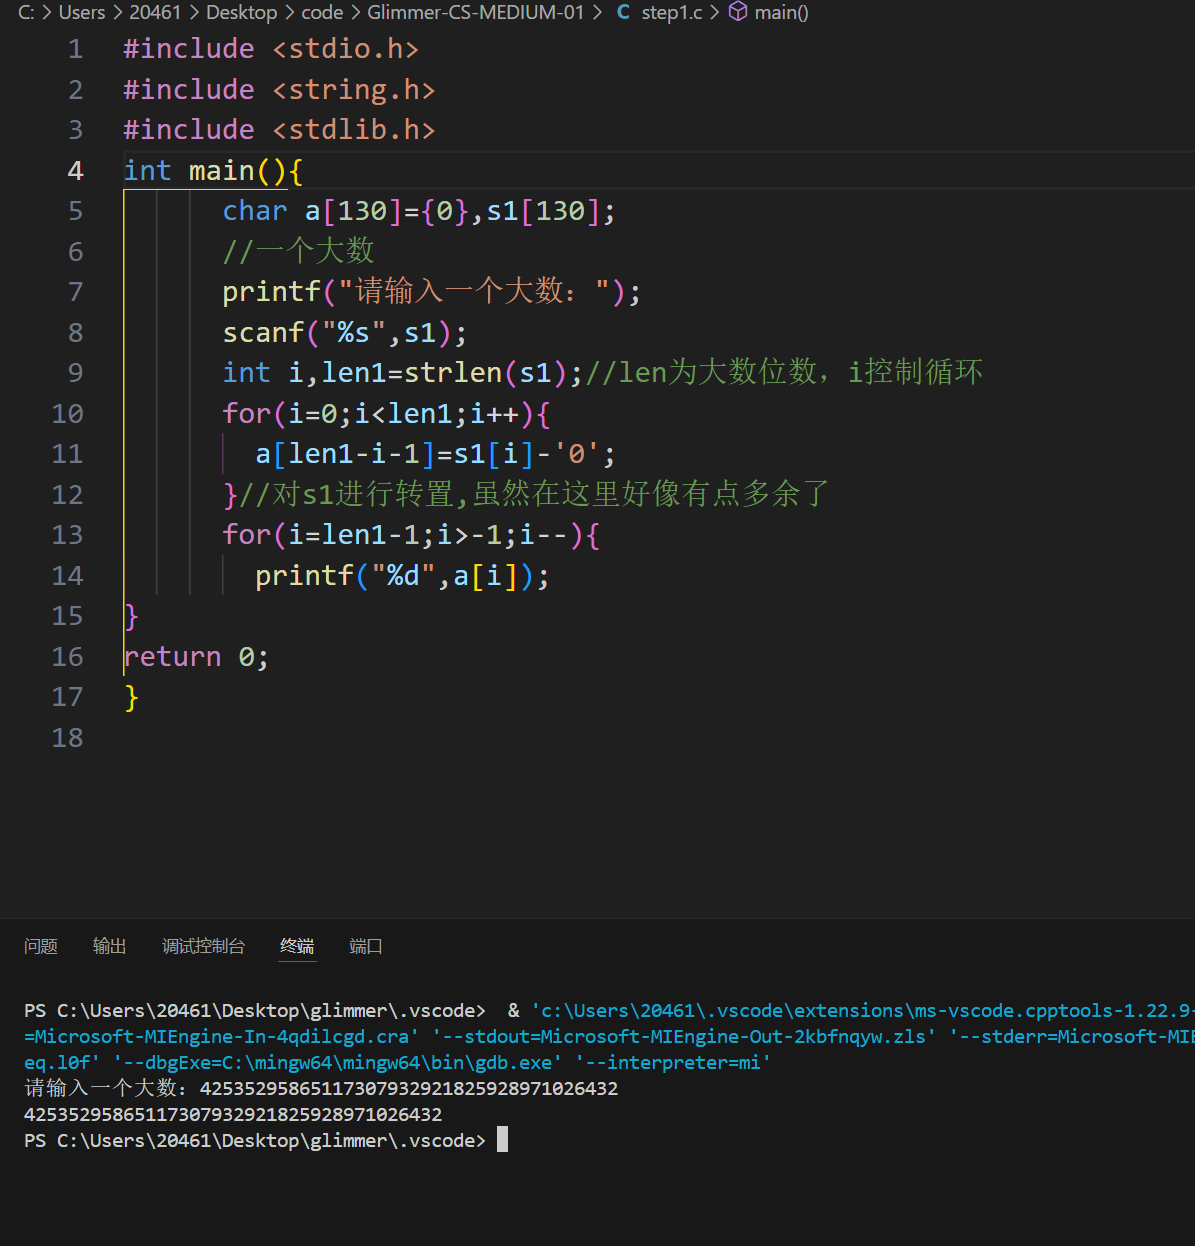 C: > Users > 20461 > Desktop > code > Glimmer-CS-MEDIUM-01 > C step1.c > main()
1 #include <stdio.h>
2 #include <string.h>
3 #include <stdlib.h>
4 int main(){
5 char a[130]={0},s1[130];
6 //一个大数
7 printf("请输入一个大数: ");
8 scanf("%s",s1);
9 int i,len1=strlen(s1);//len为大数位数，i控制循环
10 for(i=0;i<len1;i++){
11 a[len1-i-1]=s1[i]-'0';
12 }//对s1进行转置,虽然在这里好像有点多余了
13 for(i=len1-1;i>-1;i--){
14 printf("%d",a[i]);
15 }
16 return 0;
17 }
18
问题 输出 调试控制台 终端 端口
PS C:\Users\20461\Desktop\glimmer\.vscode>  & 'c:\Users\20461\.vscode\extensions\ms-vscode.cpptools-1.22.9-
=Microsoft-MIEngine-In-4qdilcgd.cra' '--stdout=Microsoft-MIEngine-Out-2kbfnqyw.zls' '--stderr=Microsoft-MIE
eq.l0f' '--dbgExe=C:\mingw64\mingw64\bin\gdb.exe' '--interpreter=mi'
请输入一个大数: 42535295865117307932921825928971026432
42535295865117307932921825928971026432
PS C:\Users\20461\Desktop\glimmer\.vscode>